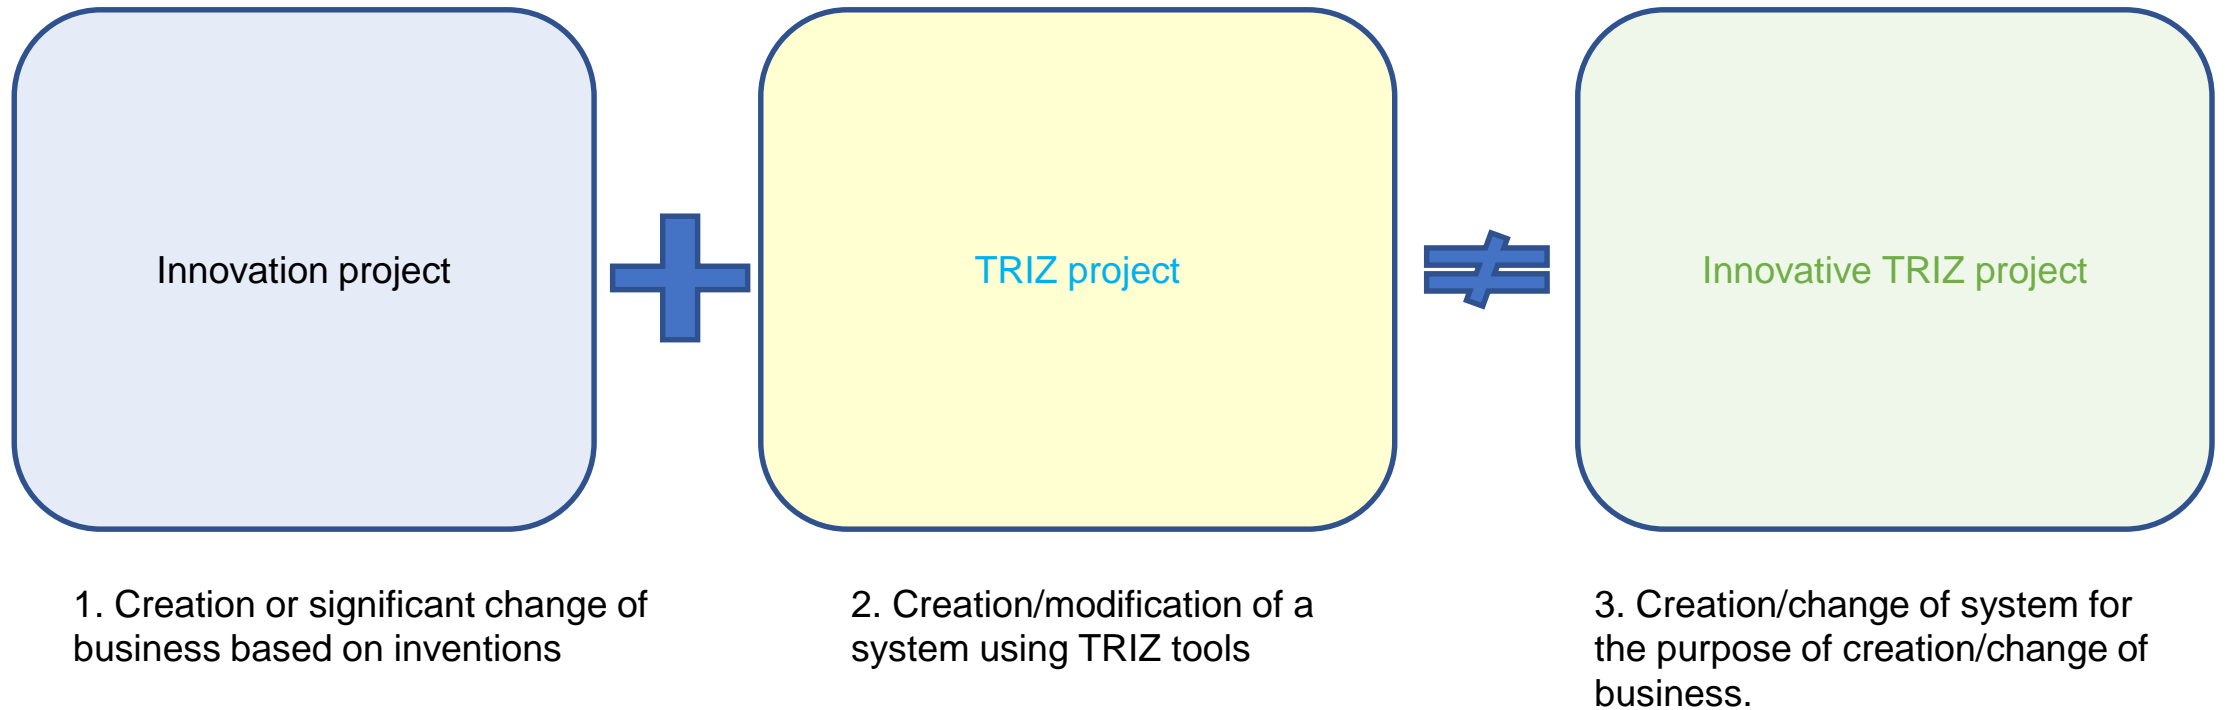 Innovation project
TRIZ project
Innovative TRIZ project
1. Creation or significant change of
business based on inventions
2. Creation/modification of a
system using TRIZ tools
3. Creation/change of system for
the purpose of creation/change of
business.